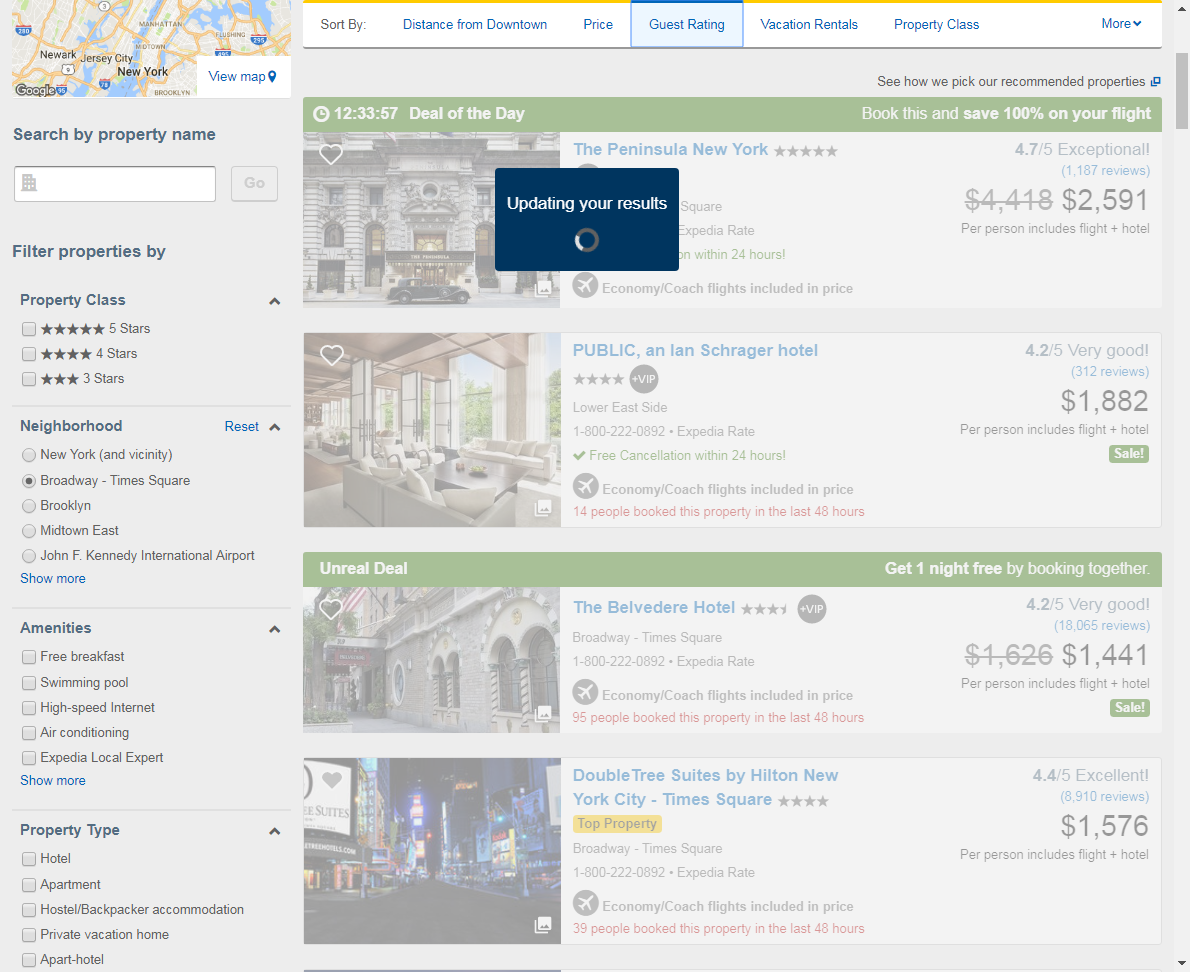 280
3
MANHATTAN
FLUSHING
495
295
MIDTOWN
Newark
Jersey City
9
New York
78
BROOKLYN
Google
95
View map
Search by property name
Go
Filter properties by
Property Class
5 Stars
4 Stars
3 Stars
Neighborhood Reset
New York (and vicinity)
Broadway - Times Square
Brooklyn
Midtown East
John F. Kennedy International Airport
Show more
Amenities
Free breakfast
Swimming pool
High-speed Internet
Air conditioning
Expedia Local Expert
Show more
Property Type
Hotel
Apartment
Hostel/Backpacker accommodation
Private vacation home
Apart-hotel
Sort By: Distance from Downtown Price Guest Rating Vacation Rentals Property Class More
See how we pick our recommended properties
12:33:57 Deal of the Day Book this and save 100% on your flight
Updating your results
THE PENINSULA
The Peninsula New York
Square
Expedia Rate
on within 24 hours!
Economy/Coach flights included in price
4.7/5 Exceptional!
(1,187 reviews)
$4,418 $2,591
Per person includes flight + hotel
PUBLIC, an Ian Schrager hotel
+VIP
Lower East Side
1-800-222-0892 • Expedia Rate
Free Cancellation within 24 hours!
Economy/Coach flights included in price
14 people booked this property in the last 48 hours
4.2/5 Very good!
(312 reviews)
$1,882
Per person includes flight + hotel
Sale!
Unreal Deal Get 1 night free by booking together.
The Belvedere Hotel +VIP
Broadway - Times Square
1-800-222-0892 • Expedia Rate
Economy/Coach flights included in price
95 people booked this property in the last 48 hours
4.2/5 Very good!
(18,065 reviews)
$1,626 $1,441
Per person includes flight + hotel
Sale!
E SUITES
TREEHOTELS.COM
DoubleTree Suites by Hilton New
York City - Times Square
Top Property
Broadway - Times Square
1-800-222-0892 • Expedia Rate
Economy/Coach flights included in price
39 people booked this property in the last 48 hours
4.4/5 Excellent!
(8,910 reviews)
$1,576
Per person includes flight + hotel